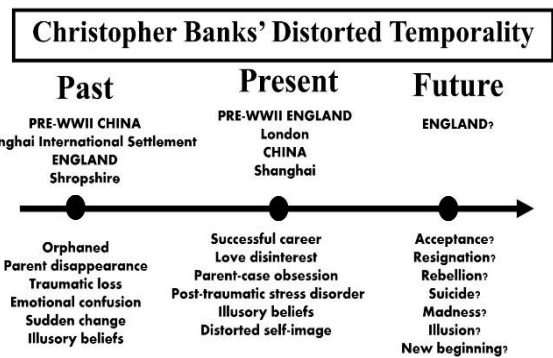 Christopher Banks' Distorted Temporality
Past
PRE-WWII CHINA
nghai International Settlement
ENGLAND
Shropshire
Present
PRE-WWII ENGLAND
London
CHINA
Shanghai
Future
ENGLAND?
Orphaned
Parent disappearance
Traumatic loss
Emotional confusion
Sudden change
Illusory beliefs
Successful career
Love disinterest
Parent-case obsession
Post-traumatic stress disorder
Illusory beliefs
Distorted self-image
Acceptance?
Resignation?
Rebellion?
Suicide?
Madness?
Illusion?
New beginning?